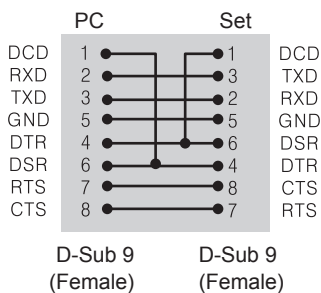 PC Set
DCD 1 1 DCD
RXD 2 3 TXD
TXD 3 2 RXD
GND 5 5 GND
DTR 4 6 DSR
DSR 6 4 DTR
RTS 7 8 CTS
CTS 8 7 RTS
D-Sub 9 D-Sub 9
(Female) (Female)